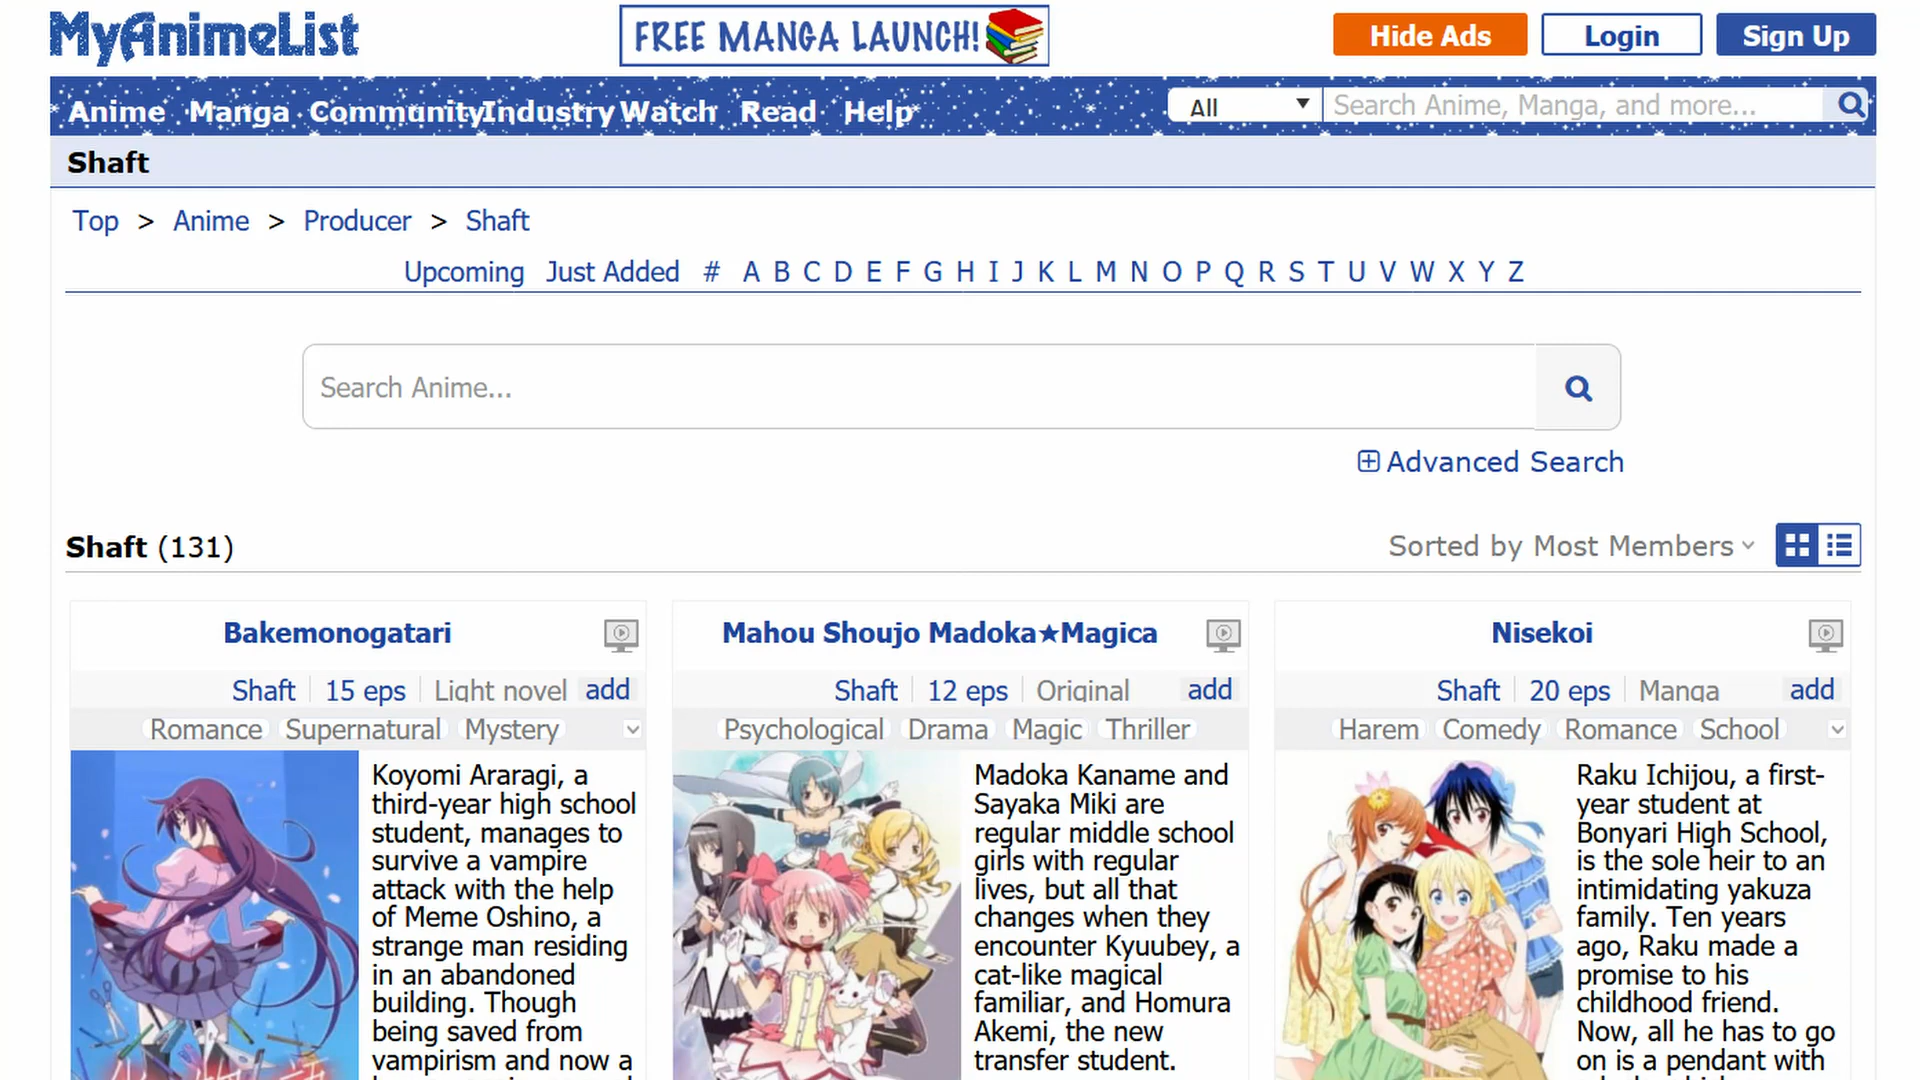 MyAnimeList
FREE MANGA LAUNCH!
Hide Ads
Login
Sign Up
Anime Manga Community Industry Watch Read Help
All
Search Anime, Manga, and more...
Shaft
Top > Anime > Producer > Shaft
Upcoming Just Added # A B C D E F G H I J K L M N O P Q R S T U V W X Y Z
Search Anime...
Advanced Search
Shaft (131)
Sorted by Most Members
Bakemonogatari
Shaft 15 eps Light novel add
Romance Supernatural Mystery
Koyomi Araragi, a
third-year high school
student, manages to
survive a vampire
attack with the help
of Meme Oshino, a
strange man residing
in an abandoned
building. Though
being saved from
vampirism and now a
Mahou Shoujo Madoka★Magica
Shaft 12 eps Original add
Psychological Drama Magic Thriller
Madoka Kaname and
Sayaka Miki are
regular middle school
girls with regular
lives, but all that
changes when they
encounter Kyuubey, a
cat-like magical
familiar, and Homura
Akemi, the new
transfer student.
Nisekoi
Shaft 20 eps Manga add
Harem Comedy Romance School
Raku Ichijou, a first-
year student at
Bonyari High School,
is the sole heir to an
intimidating yakuza
family. Ten years
ago, Raku made a
promise to his
childhood friend.
Now, all he has to go
on is a pendant with